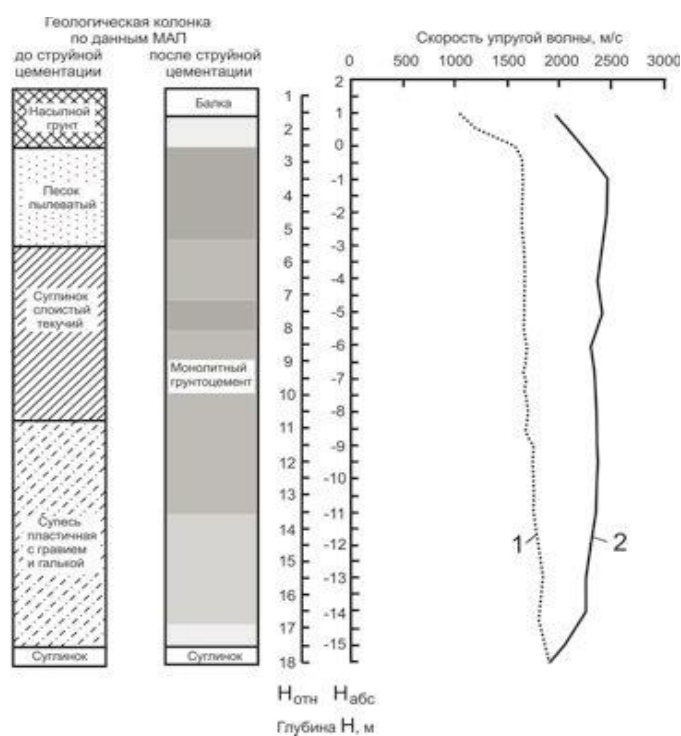 Геологическая колонка
по данным МАП
до струйной
цементации
после струйной
цементации
Скорость упругой волны, м/с
0 500 1000 1500 2000 2500 3000
Насыпной
грунт
Песок
пылеватый
Суглинок
слоистый
текучий
Супесь
пластичная
с гравием
и галькой
Суглинок
Балка
Монолитный
грунтоцемент
Суглинок
1
2
3
4
5
6
7
8
9
10
11
12
13
14
15
16
17
18
2
1
0
-1
-2
-3
-4
-5
-6
-7
-8
-9
-10
-11
-12
-13
-14
-15
1
2
Hотн Hабс
Глубина H, м